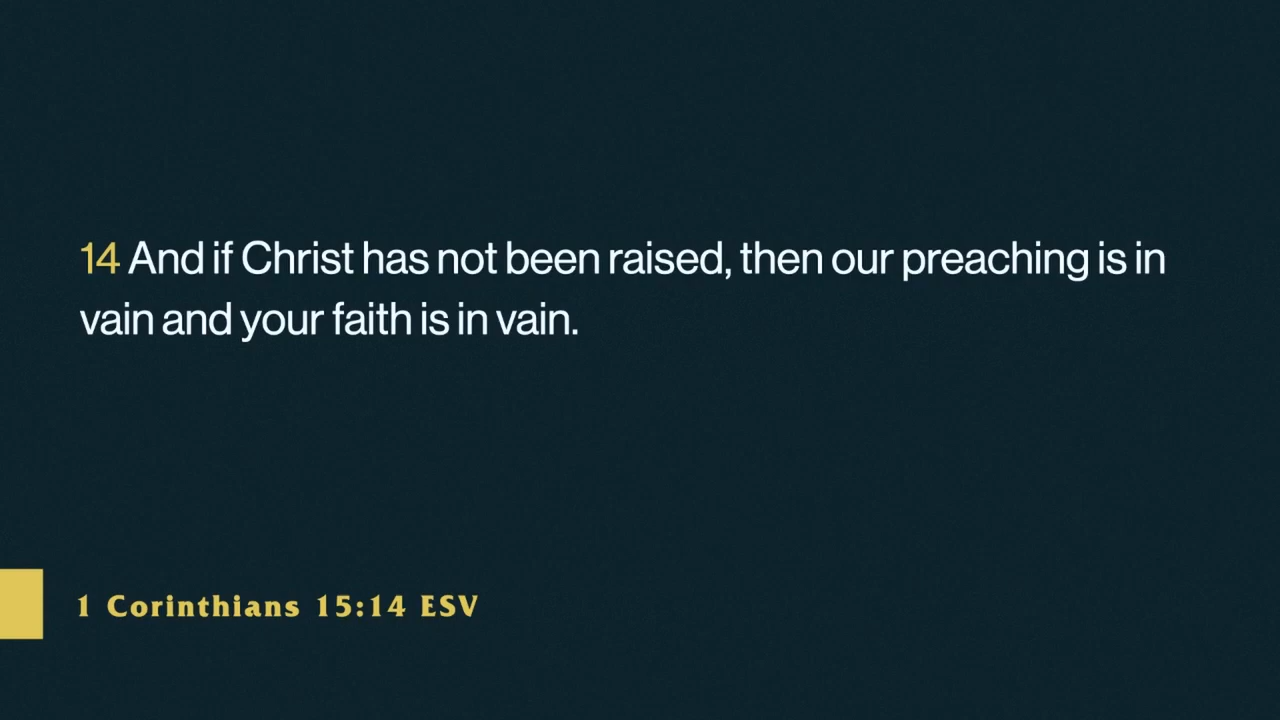 14 And if Christ has not been raised, then our preaching is in
vain and your faith is in vain.
1 Corinthians 15:14 ESV